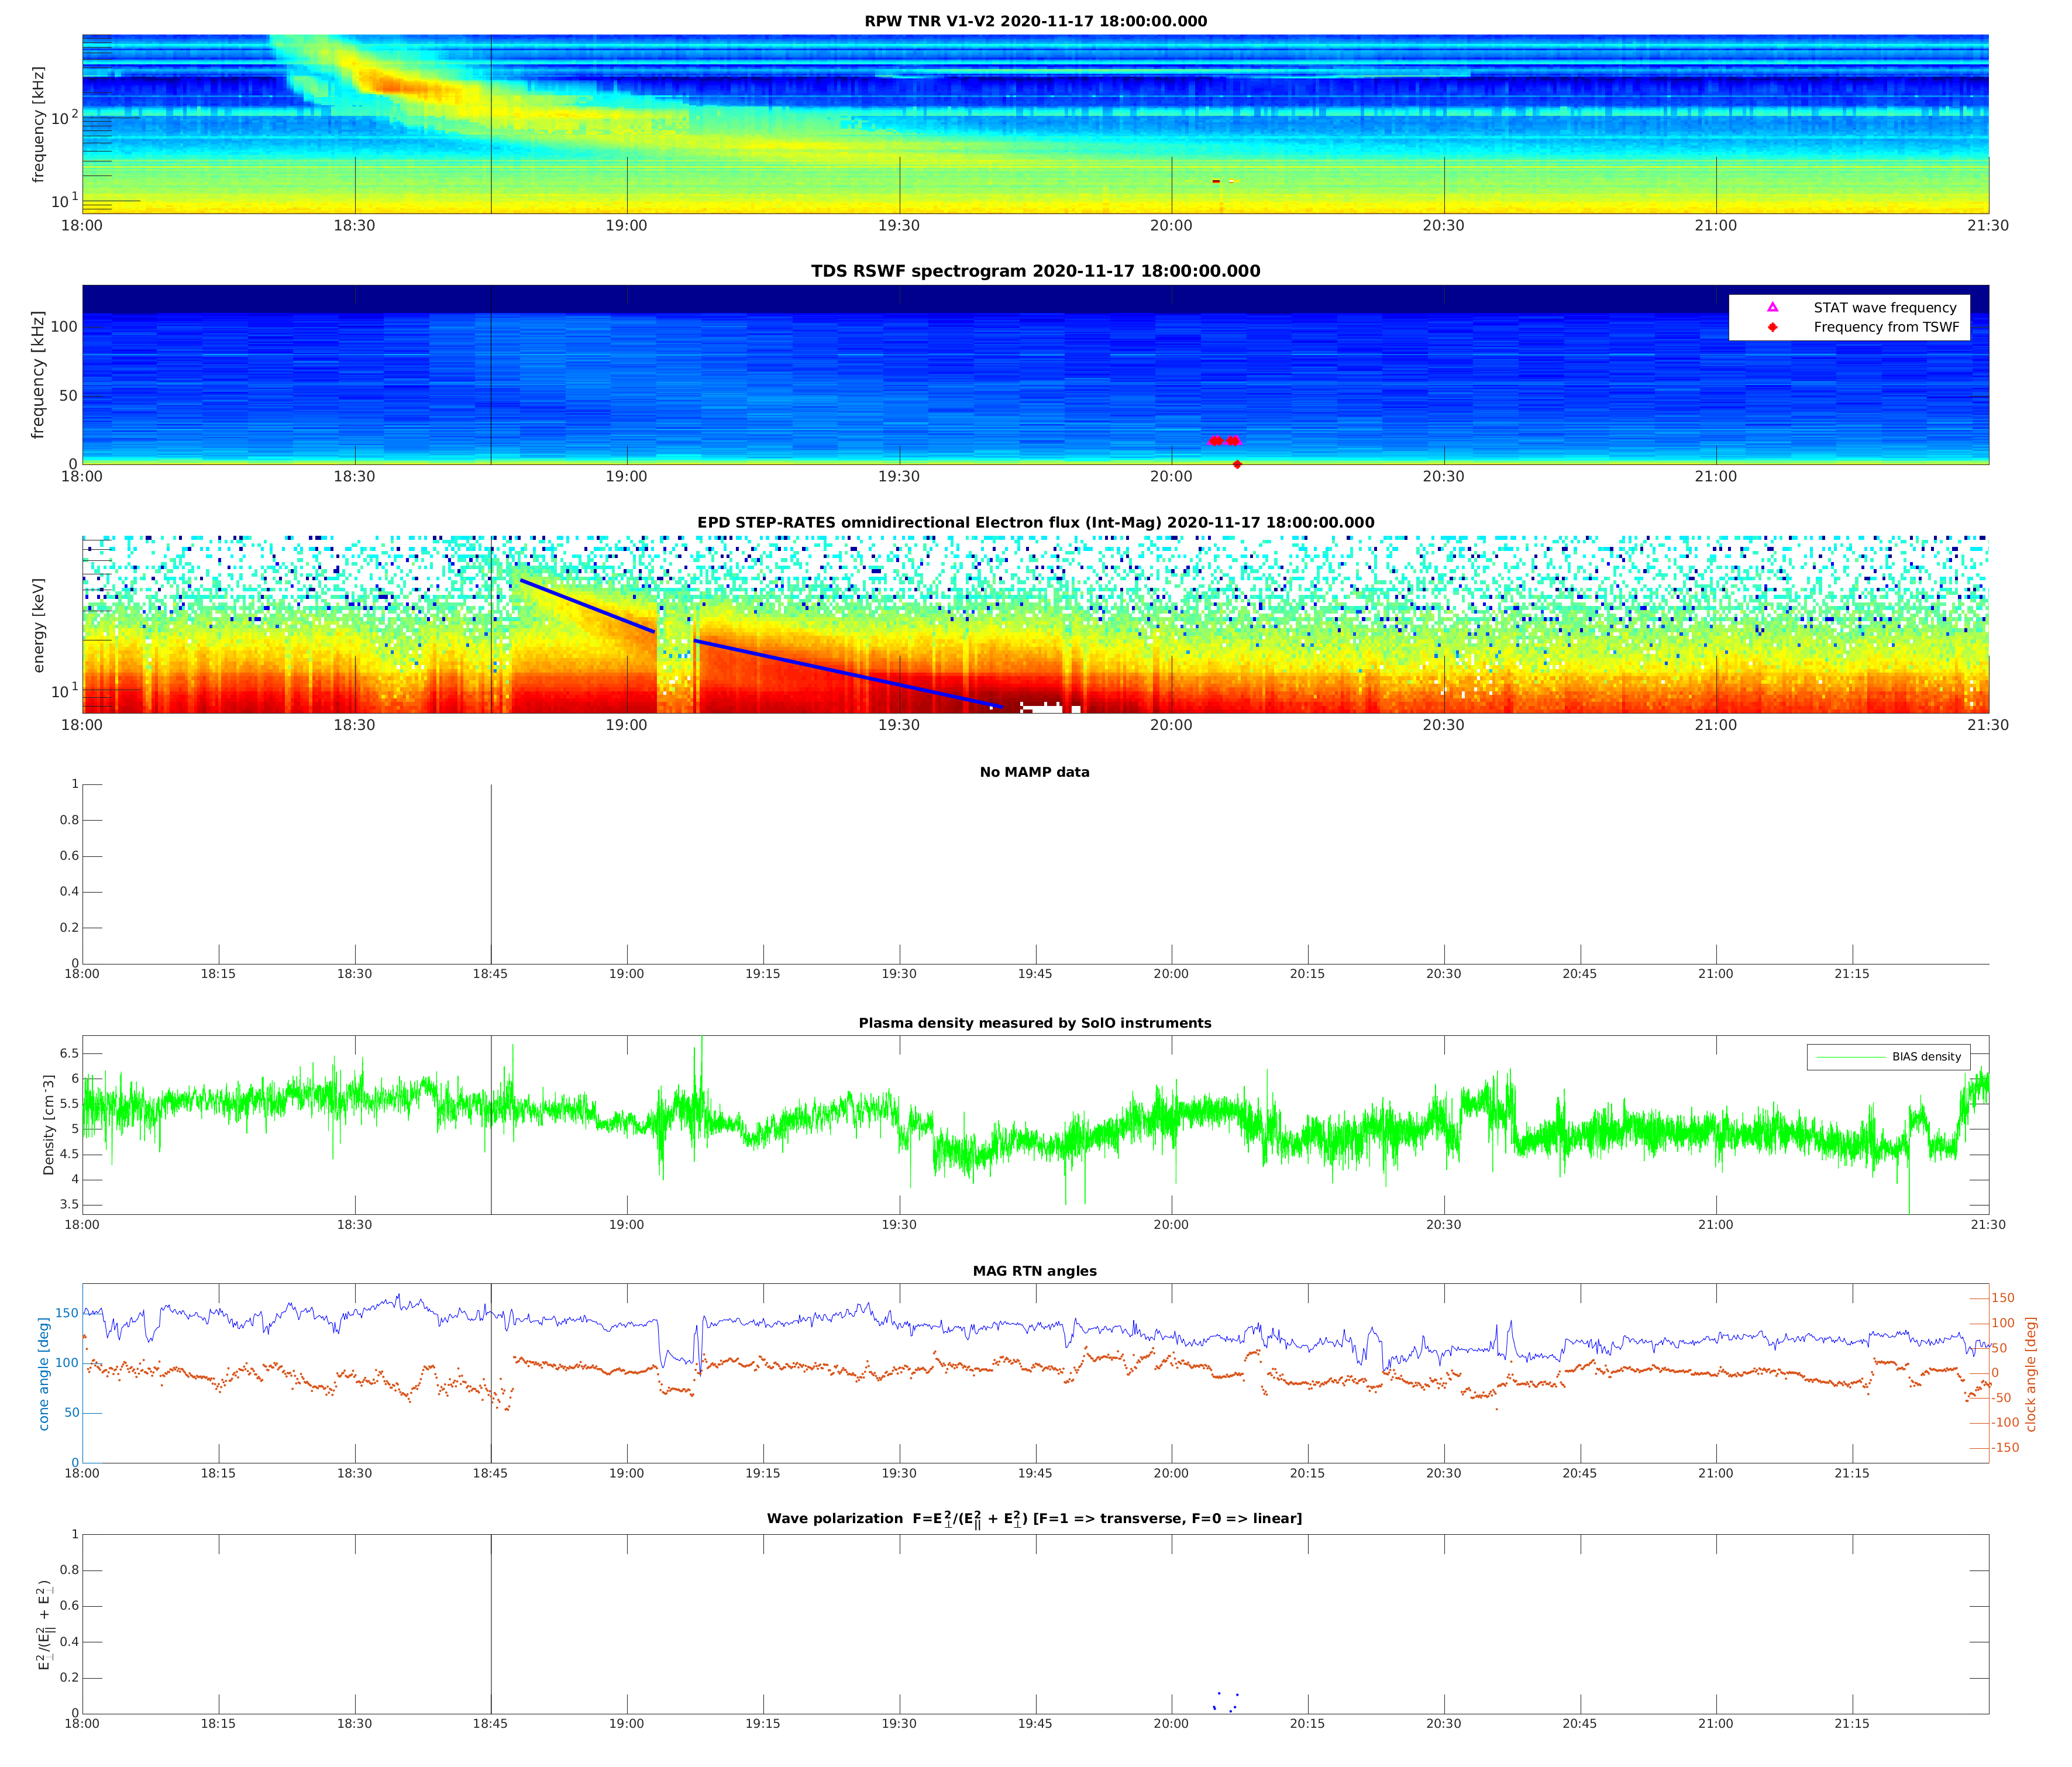 RPW TNR V1-V2 2020-11-17 18:00:00.000
frequency [kHz]
10^2
10^1
18:00 18:30 19:00 19:30 20:00 20:30 21:00 21:30
TDS RSWF spectrogram 2020-11-17 18:00:00.000
frequency [kHz]
100
50
0
STAT wave frequency
Frequency from TSWF
18:00 18:30 19:00 19:30 20:00 20:30 21:00 21:30
EPD STEP-RATES omnidirectional Electron flux (Int-Mag) 2020-11-17 18:00:00.000
energy [keV]
10^1
18:00 18:30 19:00 19:30 20:00 20:30 21:00 21:30
No MAMP data
1
0.8
0.6
0.4
0.2
0
18:00 18:15 18:30 18:45 19:00 19:15 19:30 19:45 20:00 20:15 20:30 20:45 21:00 21:15
Plasma density measured by SolO instruments
Density [cm^-3]
6.5
6
5.5
5
4.5
4
3.5
BIAS density
18:00 18:30 19:00 19:30 20:00 20:30 21:00 21:30
MAG RTN angles
cone angle [deg]
150
100
50
0
150
100
50
0
-50
-100
-150
clock angle [deg]
18:00 18:15 18:30 18:45 19:00 19:15 19:30 19:45 20:00 20:15 20:30 20:45 21:00 21:15
Wave polarization F=E⊥^2/(E||^2 + E⊥^2) [F=1 => transverse, F=0 => linear]
E⊥^2/(E||^2 + E⊥^2)
1
0.8
0.6
0.4
0.2
0
18:00 18:15 18:30 18:45 19:00 19:15 19:30 19:45 20:00 20:15 20:30 20:45 21:00 21:15